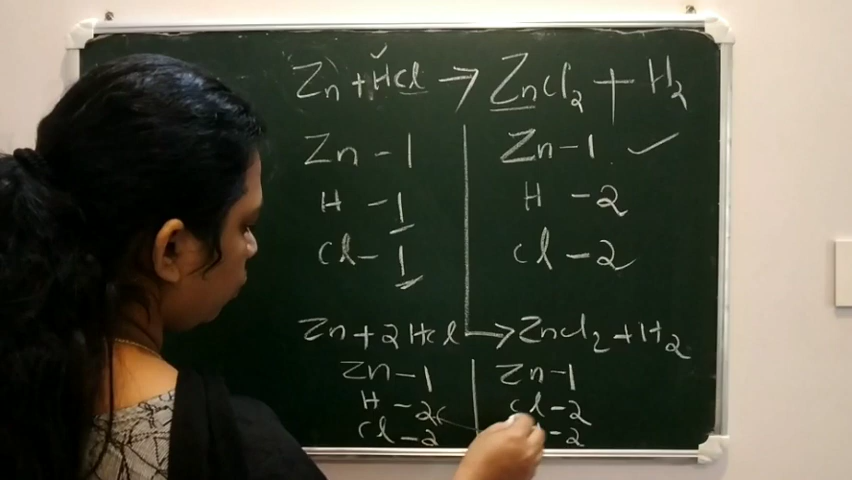 Zn + HCl → ZnCl2 + H2
Zn - 1 Zn - 1 ✓
H - 1 H - 2
Cl - 1 Cl - 2
Zn + 2HCl → ZnCl2 + H2
Zn - 1 Zn - 1
H - 2 Cl - 2
Cl - 2 - 2